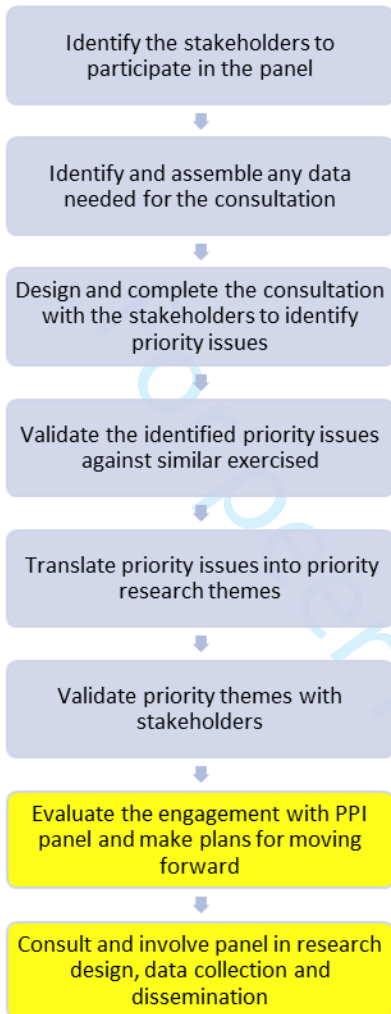 Identify the stakeholders to
participate in the panel
Identify and assemble any data
needed for the consultation
Design and complete the consultation
with the stakeholders to identify
priority issues
Validate the identified priority issues
against similar exercised
Translate priority issues into priority
research themes
Validate priority themes with
stakeholders
Evaluate the engagement with PPI
panel and make plans for moving
forward
Consult and involve panel in research
design, data collection and
dissemination